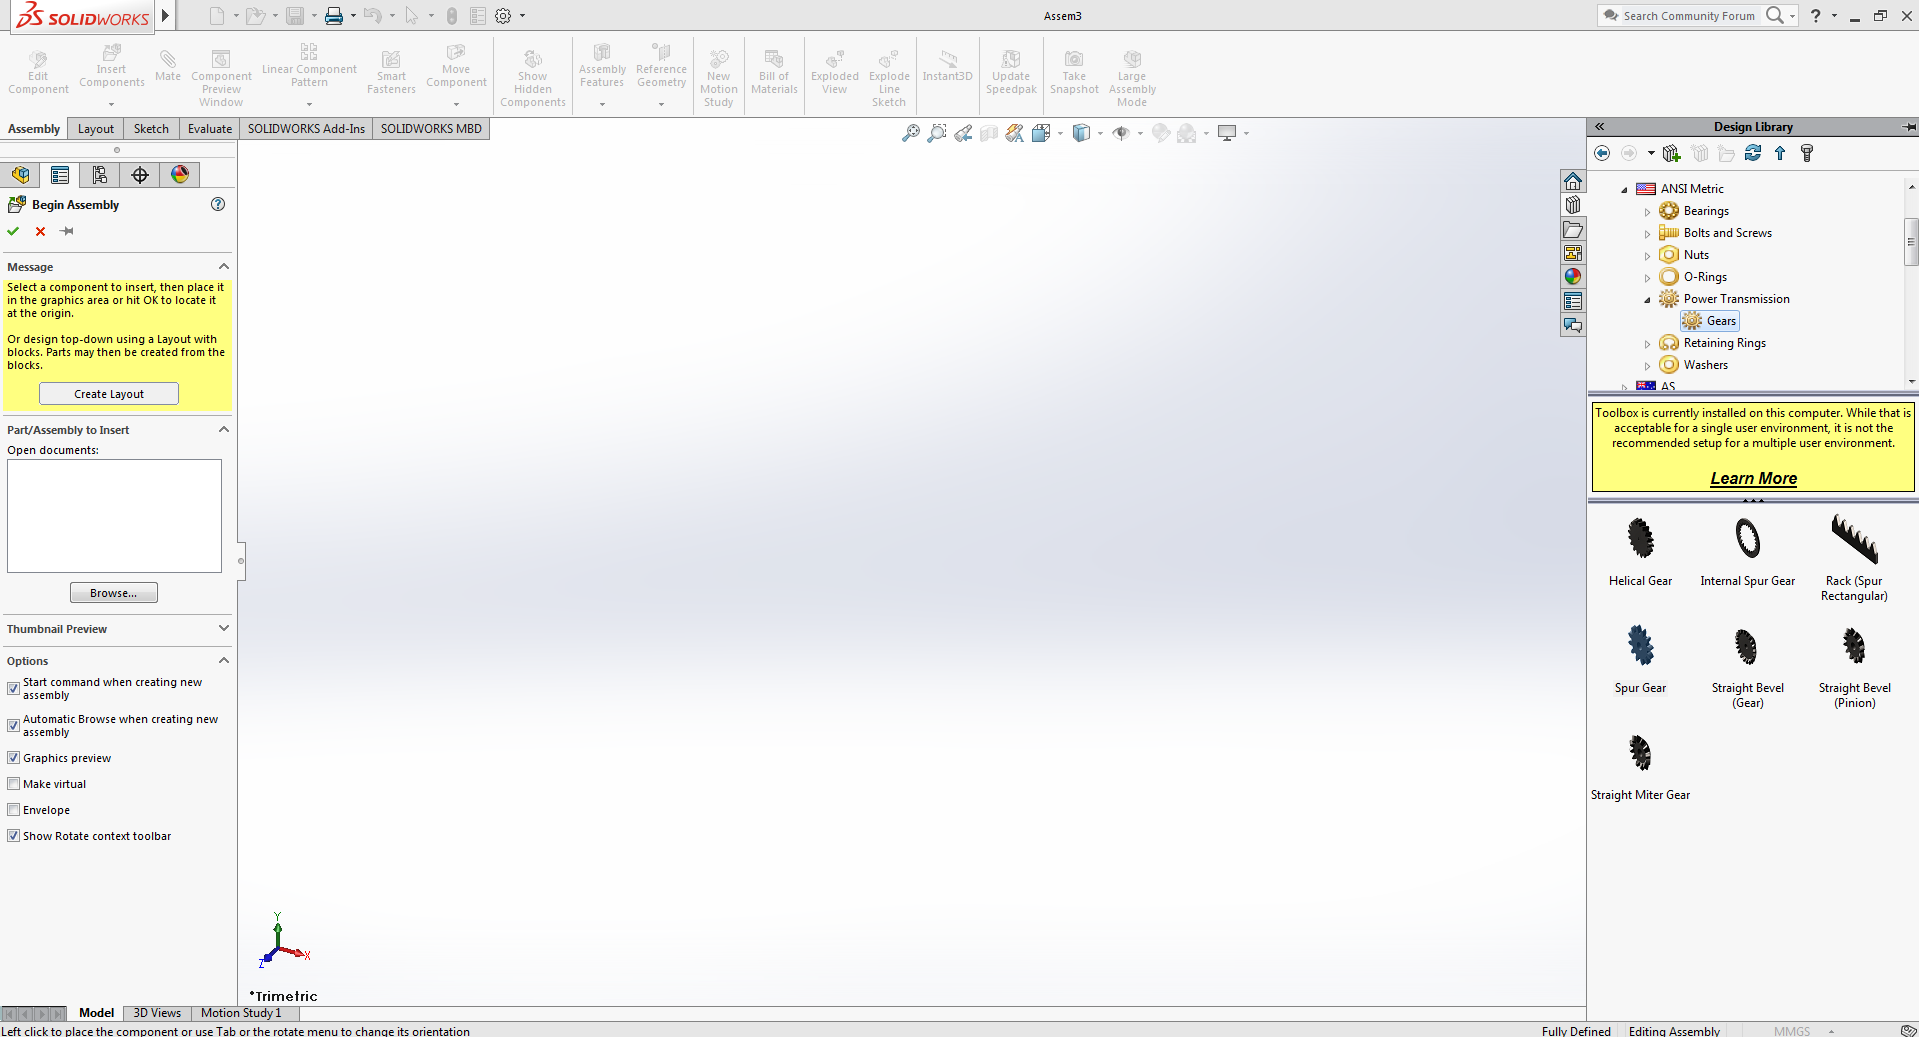 SOLIDWORKS
Assem3
Search Community Forum
?
Edit
Component
Insert
Components
Mate
Component
Preview
Window
Linear Component
Pattern
Smart
Fasteners
Move
Component
Show
Hidden
Components
Assembly
Features
Reference
Geometry
New
Motion
Study
Bill of
Materials
Exploded
View
Explode
Line
Sketch
Instant3D
Update
Speedpak
Take
Snapshot
Large
Assembly
Mode
Assembly
Layout
Sketch
Evaluate
SOLIDWORKS Add-Ins
SOLIDWORKS MBD
Begin Assembly
?
Message
Select a component to insert, then place it
in the graphics area or hit OK to locate it
at the origin.
Or design top-down using a Layout with
blocks. Parts may then be created from the
blocks.
Create Layout
Part/Assembly to Insert
Open documents:
Browse...
Thumbnail Preview
Options
Start command when creating new
assembly
Automatic Browse when creating new
assembly
Graphics preview
Make virtual
Envelope
Show Rotate context toolbar
Y
X
Z
*Trimetric
Design Library
ANSI Metric
Bearings
Bolts and Screws
Nuts
O-Rings
Power Transmission
Gears
Retaining Rings
Washers
AS
Toolbox is currently installed on this computer. While that is
acceptable for a single user environment, it is not the
recommended setup for a multiple user environment.
Learn More
Helical Gear
Internal Spur Gear
Rack (Spur
Rectangular)
Spur Gear
Straight Bevel
(Gear)
Straight Bevel
(Pinion)
Straight Miter Gear
Model
3D Views
Motion Study 1
Left click to place the component or use Tab or the rotate menu to change its orientation
Fully Defined
Editing Assembly
MMGS